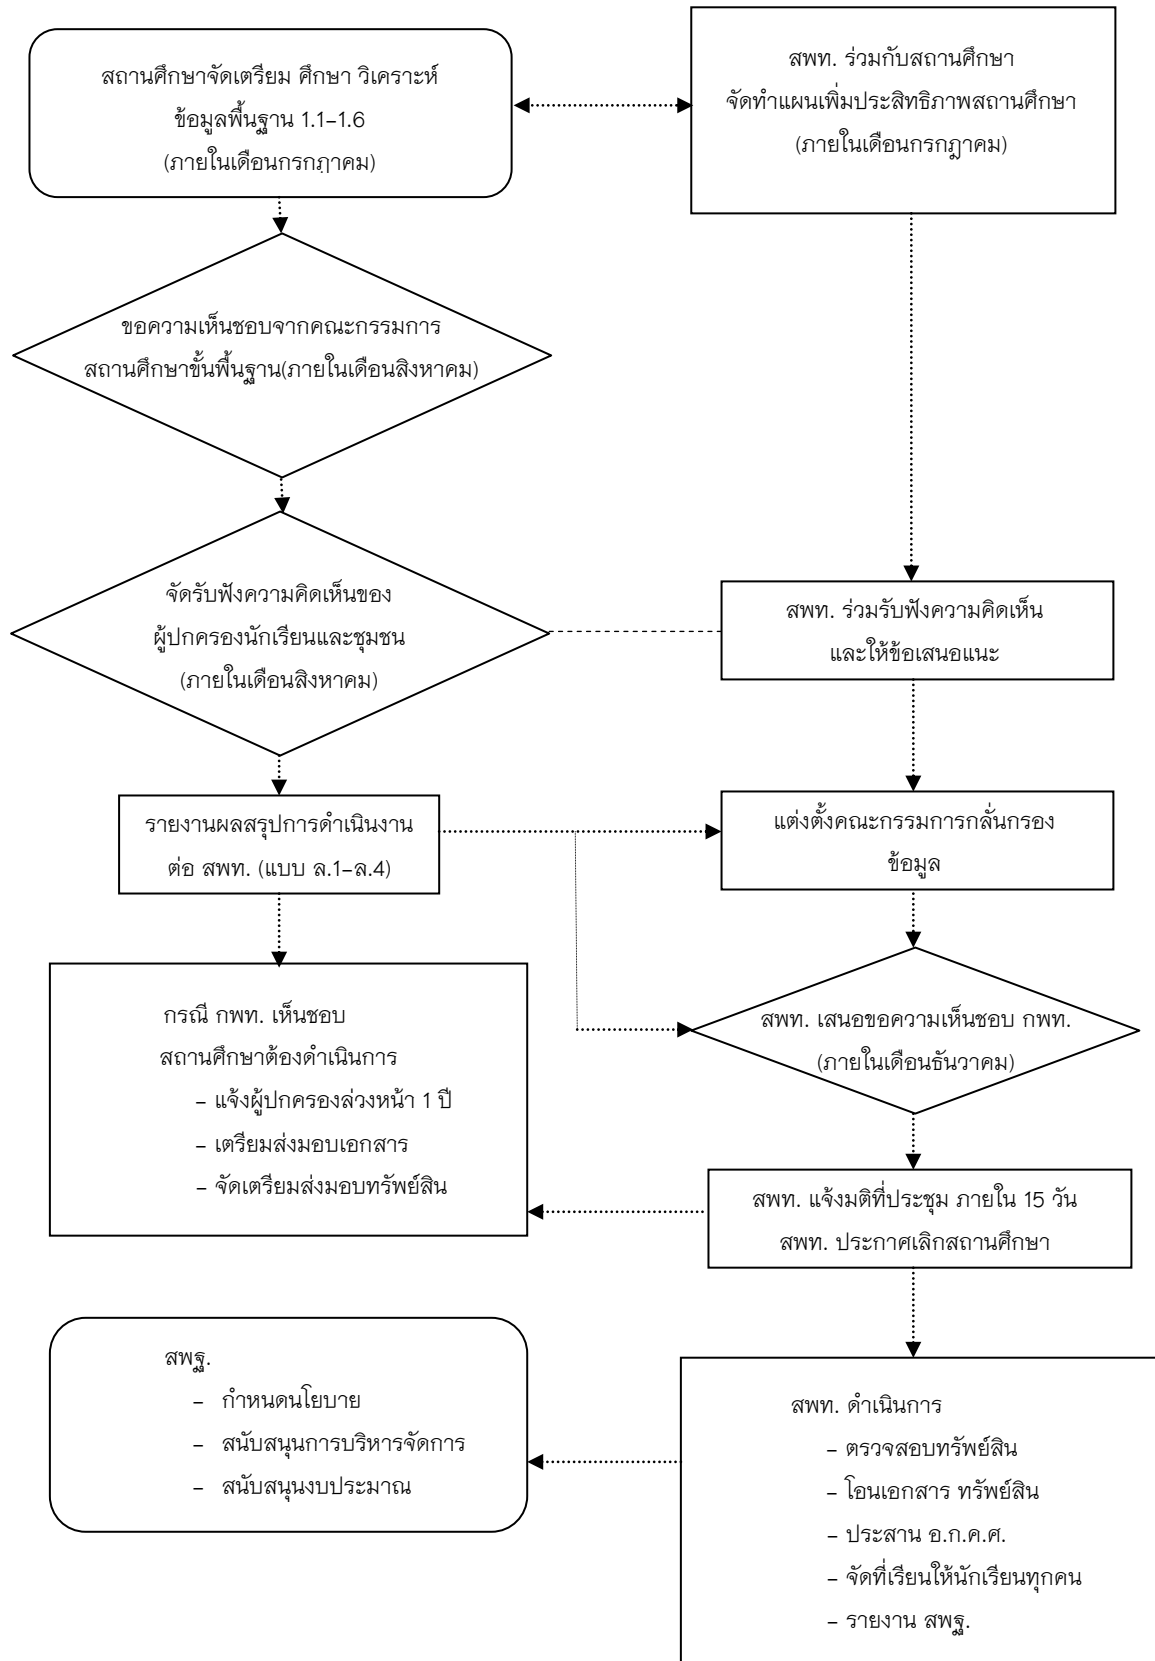 สถานศึกษาจัดเตรียม ศึกษา วิเคราะห์
ข้อมูลพื้นฐาน 1.1–1.6
(ภายในเดือนกรกฎาคม)
สพท. ร่วมกับสถานศึกษา
จัดทำแผนเพิ่มประสิทธิภาพสถานศึกษา
(ภายในเดือนกรกฎาคม)
ขอความเห็นชอบจากคณะกรรมการ
สถานศึกษาขั้นพื้นฐาน(ภายในเดือนสิงหาคม)
จัดรับฟังความคิดเห็นของ
ผู้ปกครองนักเรียนและชุมชน
(ภายในเดือนสิงหาคม)
สพท. ร่วมรับฟังความคิดเห็น
และให้ข้อเสนอแนะ
รายงานผลสรุปการดำเนินงาน
ต่อ สพท. (แบบ ล.1–ล.4)
แต่งตั้งคณะกรรมการกลั่นกรอง
ข้อมูล
กรณี กพท. เห็นชอบ
สถานศึกษาต้องดำเนินการ
– แจ้งผู้ปกครองล่วงหน้า 1 ปี
– เตรียมส่งมอบเอกสาร
– จัดเตรียมส่งมอบทรัพย์สิน
สพท. เสนอขอความเห็นชอบ กพท.
(ภายในเดือนธันวาคม)
สพท. แจ้งมติที่ประชุม ภายใน 15 วัน
สพท. ประกาศเลิกสถานศึกษา
สพฐ.
– กำหนดนโยบาย
– สนับสนุนการบริหารจัดการ
– สนับสนุนงบประมาณ
สพท. ดำเนินการ
– ตรวจสอบทรัพย์สิน
– โอนเอกสาร ทรัพย์สิน
– ประสาน อ.ก.ค.ศ.
– จัดที่เรียนให้นักเรียนทุกคน
– รายงาน สพฐ.